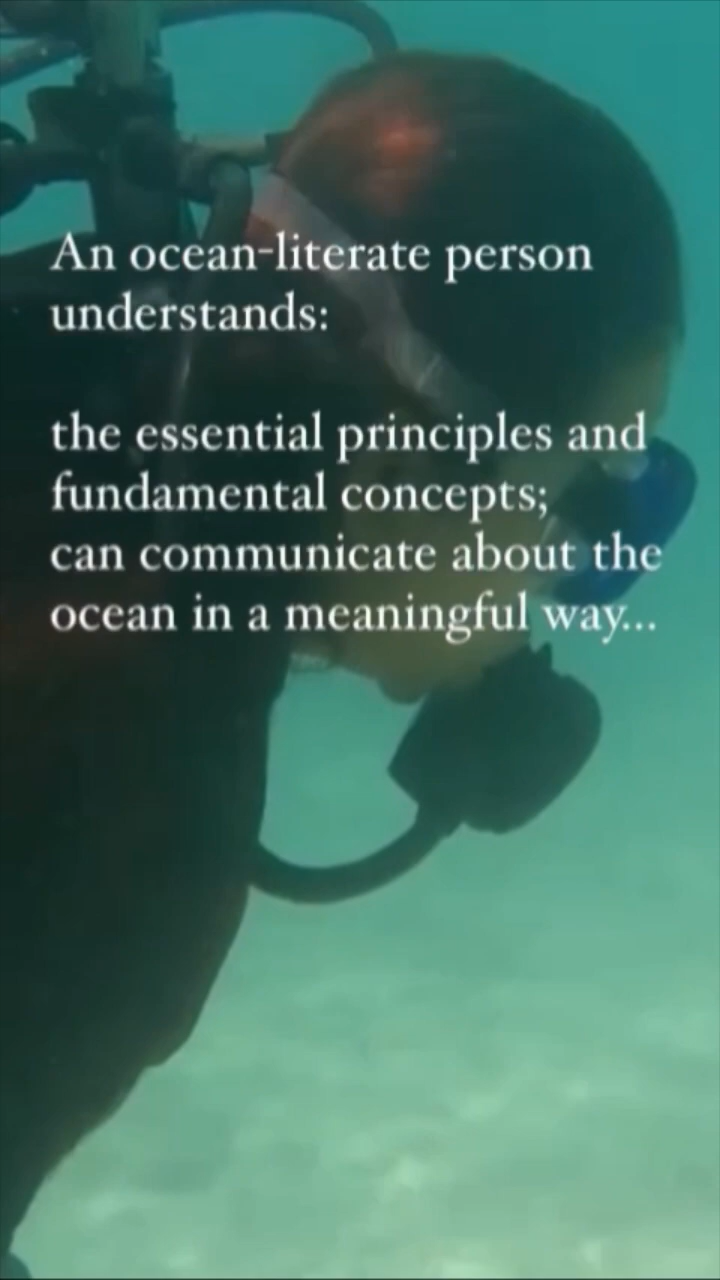 An ocean-literate person
understands:
the essential principles and
fundamental concepts;
can communicate about the
ocean in a meaningful way...